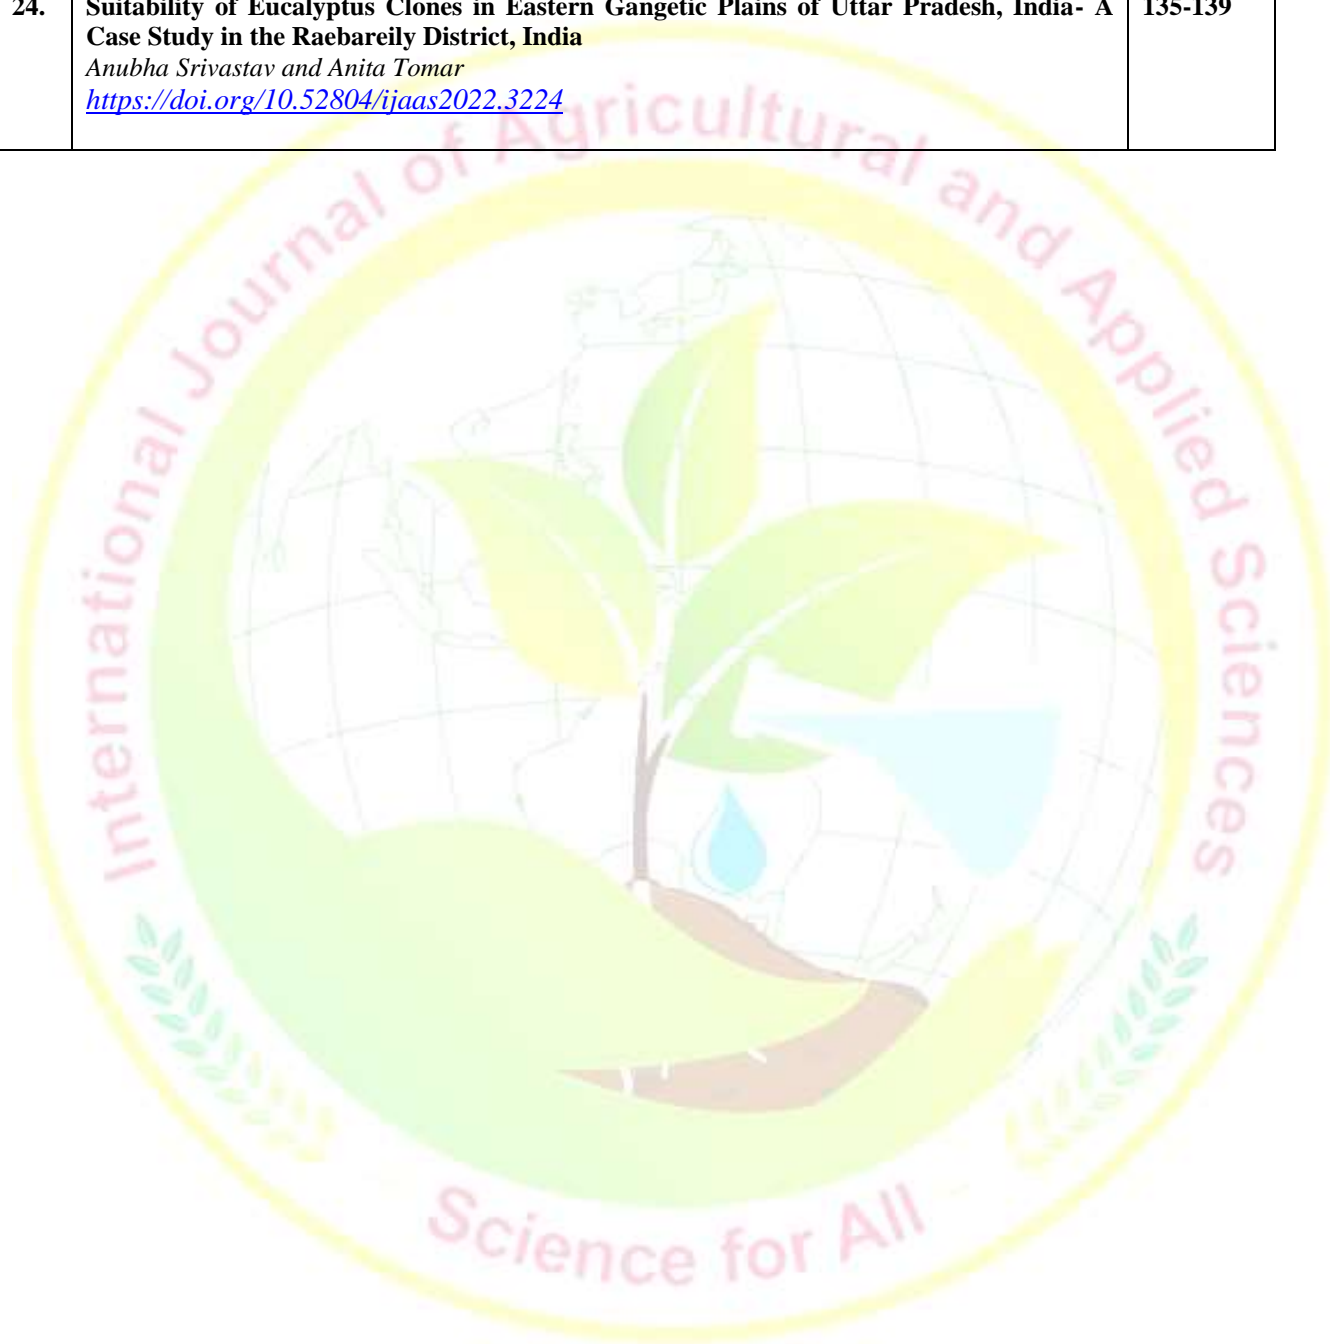 24. Suitability of Eucalyptus Clones in Eastern Gangetic Plains of Uttar Pradesh, India- A 135-139
Case Study in the Raebareily District, India
Anubha Srivastav and Anita Tomar
https://doi.org/10.52804/ijaas2022.3224
International Journal of Agricultural and Applied Sciences
Science for All